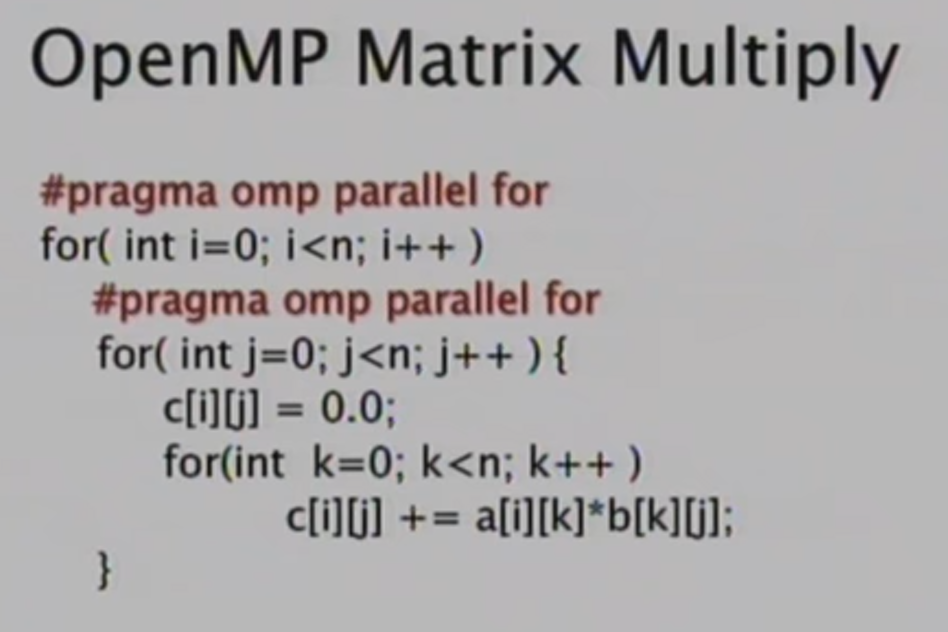 OpenMP Matrix Multiply
#pragma omp parallel for
for( int i=0; i<n; i++ )
#pragma omp parallel for
for( int j=0; j<n; j++ ) {
c[i][j] = 0.0;
for(int  k=0; k<n; k++ )
c[i][j] += a[i][k]*b[k][j];
}